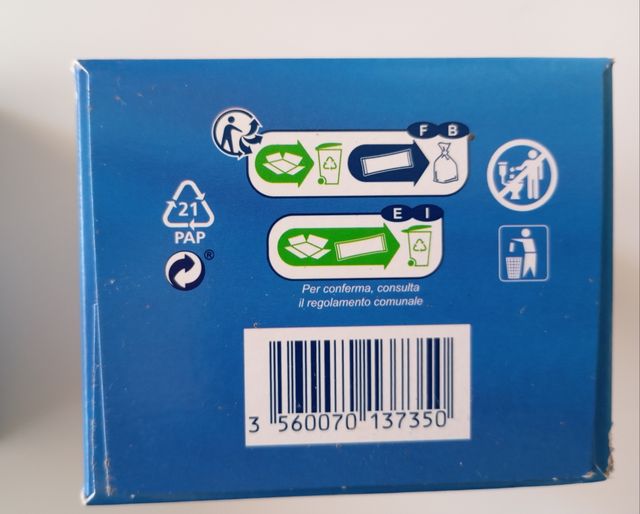 F B
21
PAP
E I
®
Per conferma, consulta
il regolamento comunale
3 560070 137350